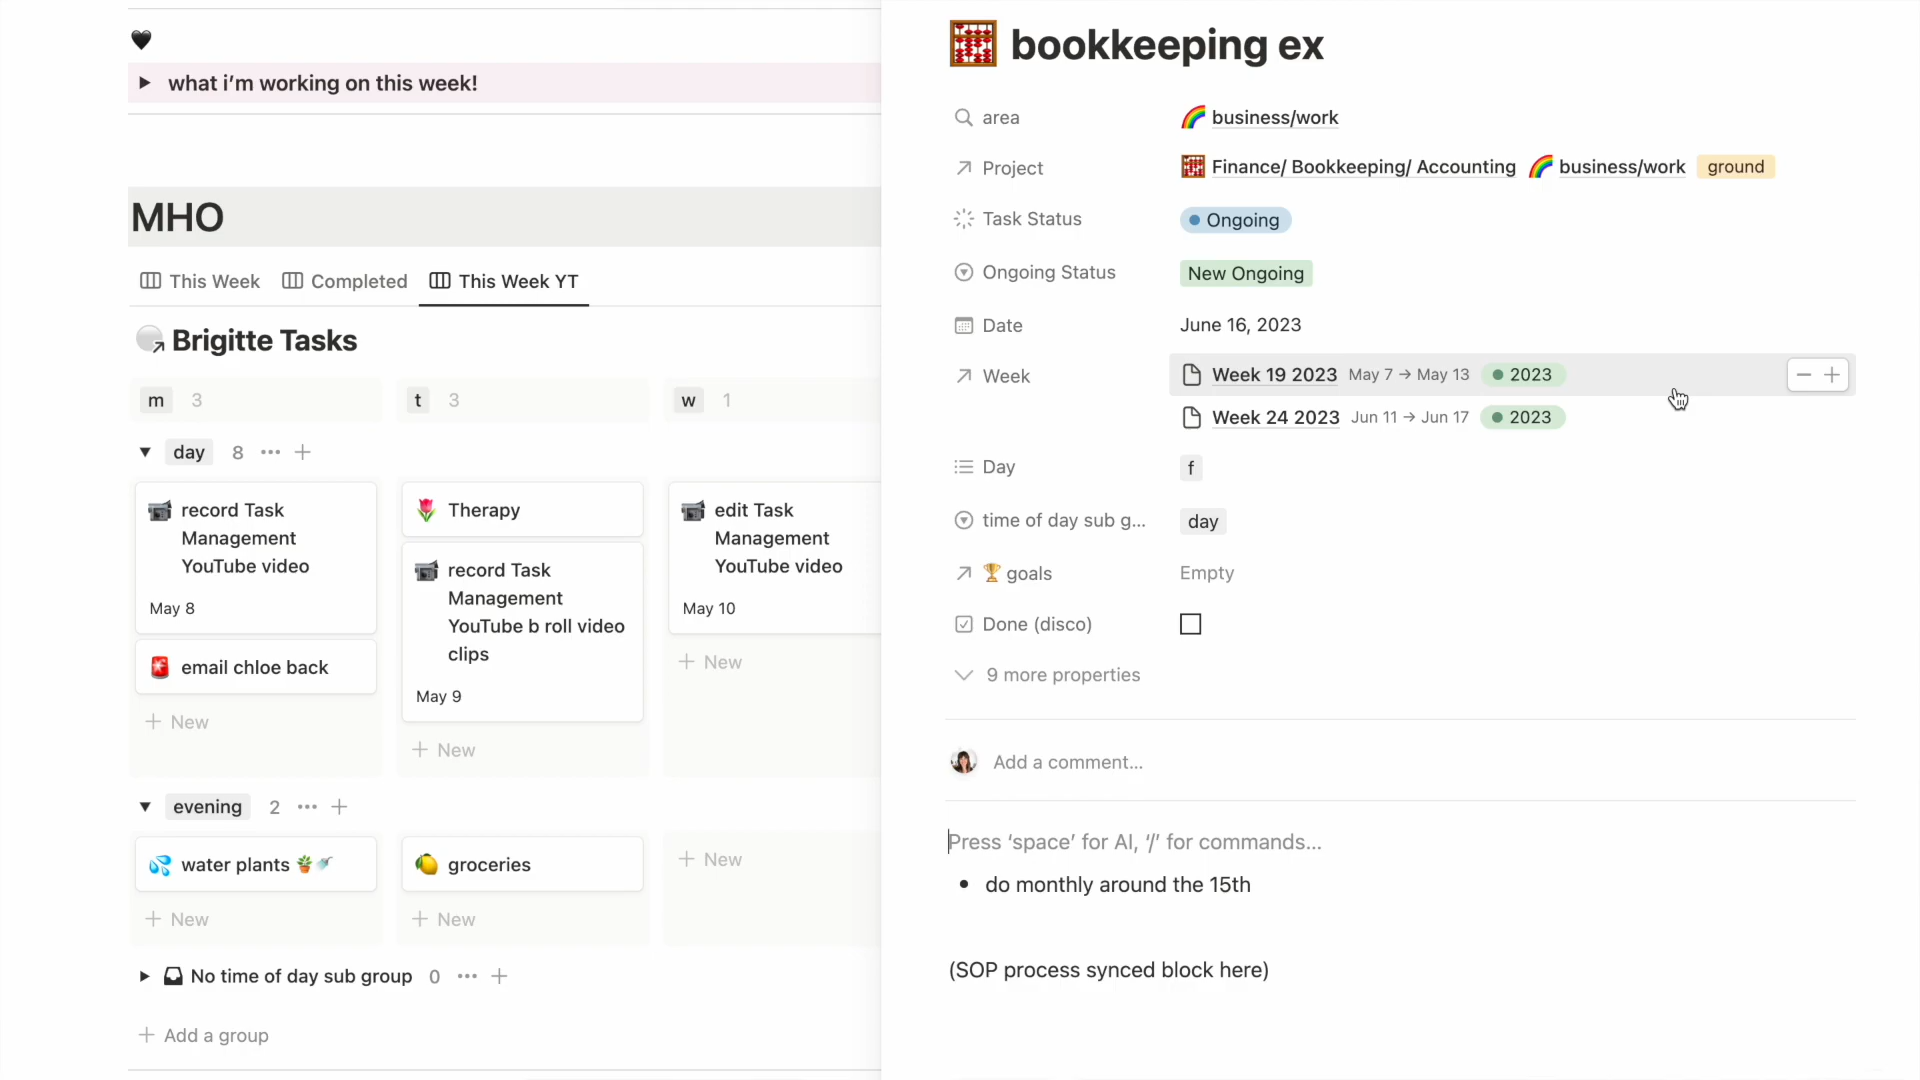 what i'm working on this week!
MHO
This Week
Completed
This Week YT
Brigitte Tasks
m 3
t 3
w 1
day 8
record Task Management YouTube video
May 8
email chloe back
+ New
Therapy
record Task Management YouTube b roll video clips
May 9
+ New
edit Task Management YouTube video
May 10
+ New
evening 2
water plants
+ New
groceries
+ New
+ New
No time of day sub group 0
+ Add a group
bookkeeping ex
area business/work
Project Finance/ Bookkeeping/ Accounting business/work ground
Task Status Ongoing
Ongoing Status New Ongoing
Date June 16, 2023
Week Week 19 2023 May 7 → May 13 2023
Week 24 2023 Jun 11 → Jun 17 2023
Day f
time of day sub g... day
goals Empty
Done (disco)
9 more properties
Add a comment...
Press ‘space’ for AI, ‘/’ for commands...
• do monthly around the 15th
(SOP process synced block here)